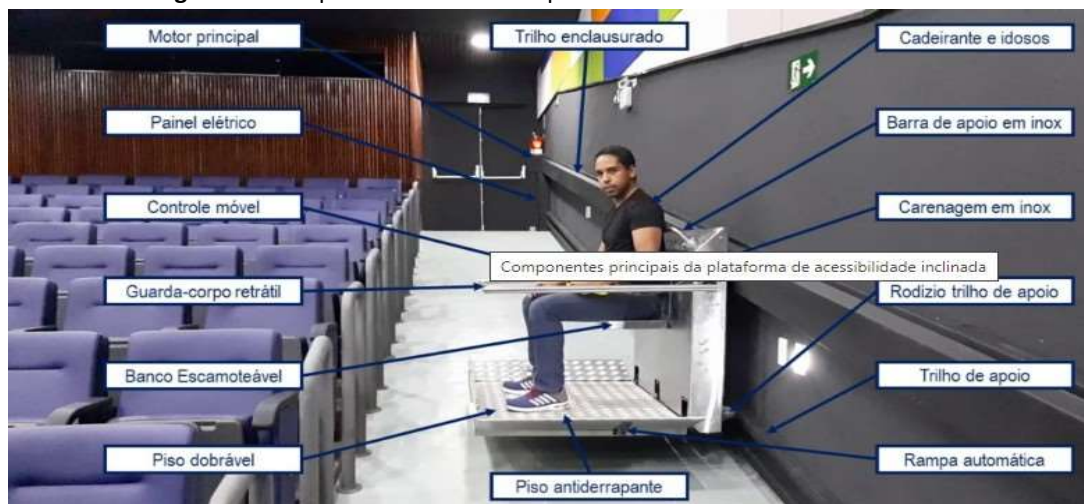 Motor principal
Trilho enclausurado
Cadeirante e idosos
Painel elétrico
Barra de apoio em inox
Controle móvel
Carenagem em inox
Componentes principais da plataforma de acessibilidade inclinada
Guarda-corpo retrátil
Rodizio trilho de apoio
Banco Escamoteável
Trilho de apoio
Piso dobrável
Piso antiderrapante
Rampa automática